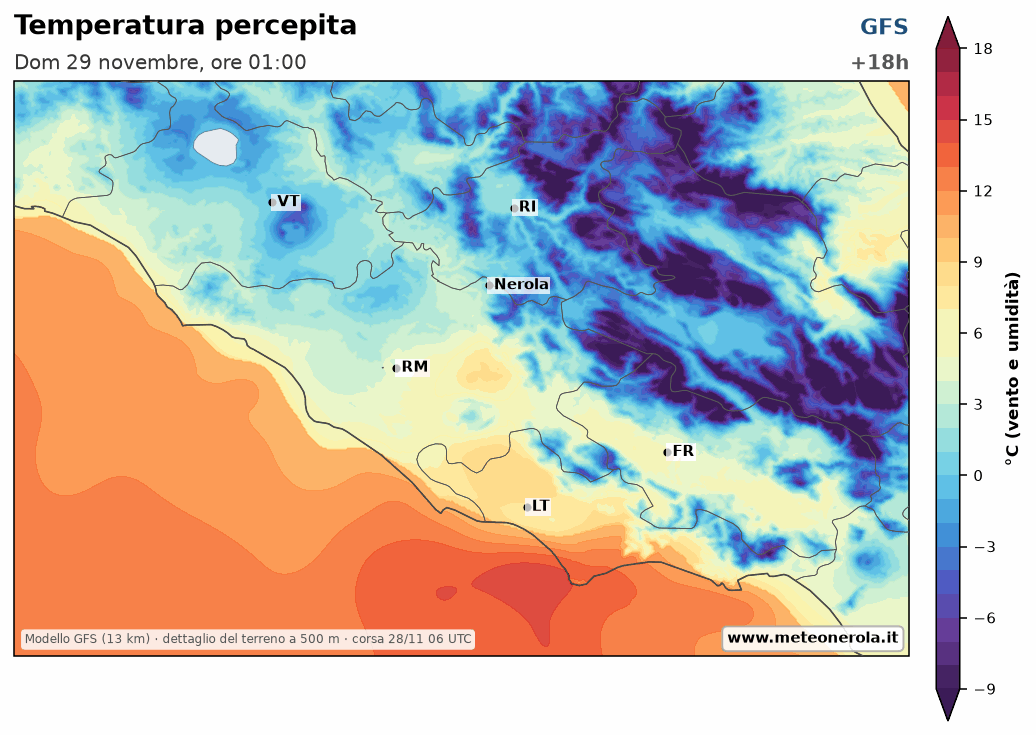 Temperatura percepita
GFS
Dom 29 novembre, ore 01:00
+18h
VT
RI
Nerola
RM
FR
LT
Modello GFS (13 km) · dettaglio del terreno a 500 m · corsa 28/11 06 UTC
www.meteonerola.it
18
15
12
9
6
3
0
−3
−6
−9
°C (vento e umidità)